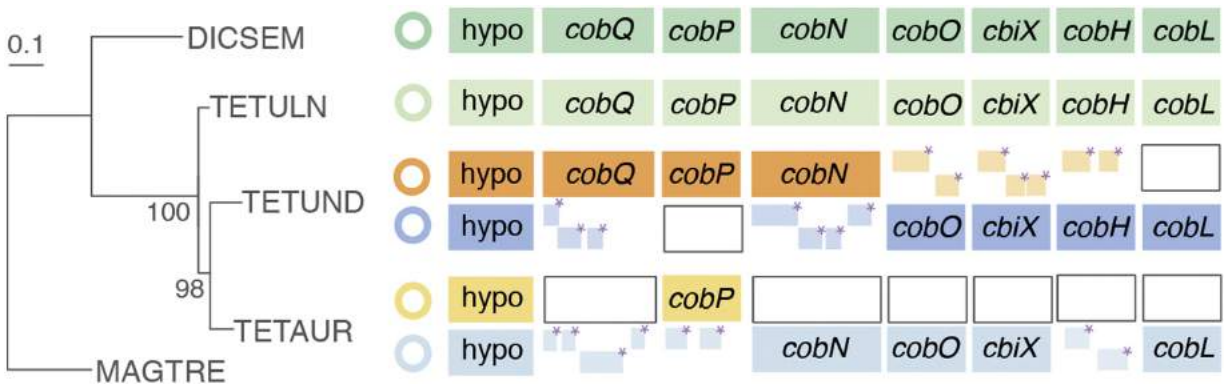 0.1
DICSEM
hypo cobQ cobP cobN cobO cbiX cobH cobL
TETULN
hypo cobQ cobP cobN cobO cbiX cobH cobL
100
TETUND
hypo cobQ cobP cobN * * * * * * *
hypo * * * * * * * cobO cbiX cobH cobL
98
TETAUR
hypo cobP
hypo * * * * * * cobN cobO cbiX * * cobL
MAGTRE